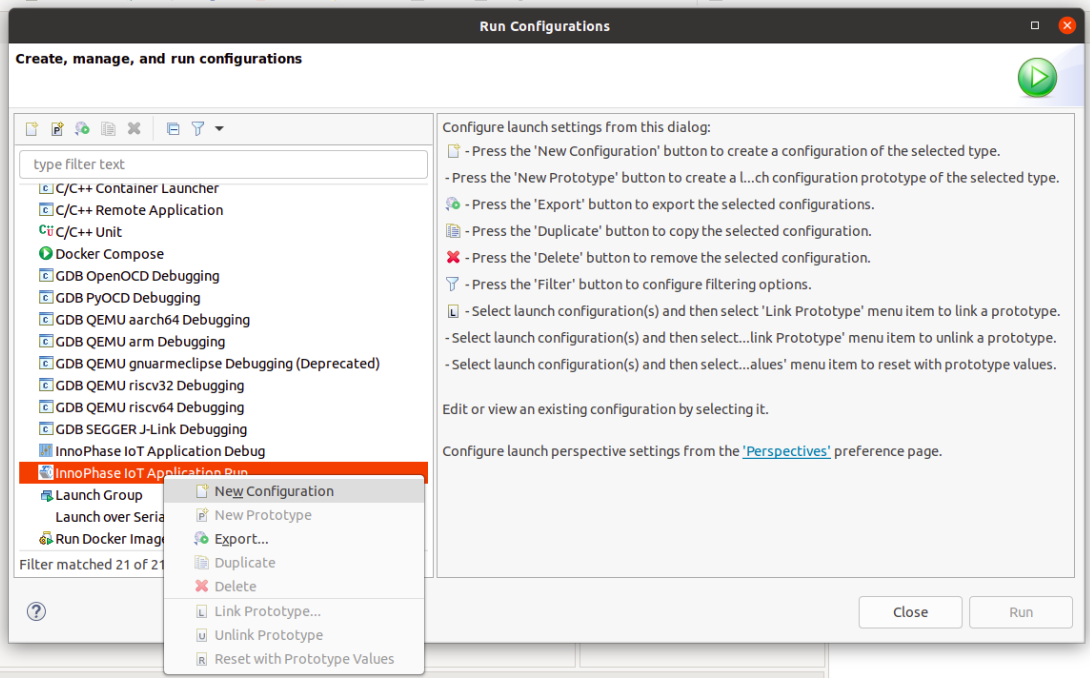 Run Configurations
Create, manage, and run configurations
type filter text
C/C++ Container Launcher
C/C++ Remote Application
C/C++ Unit
Docker Compose
GDB OpenOCD Debugging
GDB PyOCD Debugging
GDB QEMU aarch64 Debugging
GDB QEMU arm Debugging
GDB QEMU gnuarmeclipse Debugging (Deprecated)
GDB QEMU riscv32 Debugging
GDB QEMU riscv64 Debugging
GDB SEGGER J-Link Debugging
InnoPhase IoT Application Debug
InnoPhase IoT Application Run
Launch Group
Launch over Seria
Run Docker Imag
Filter matched 21 of 21
New Configuration
New Prototype
Export...
Duplicate
Delete
Link Prototype...
Unlink Prototype
Reset with Prototype Values
Configure launch settings from this dialog:
- Press the 'New Configuration' button to create a configuration of the selected type.
- Press the 'New Prototype' button to create a l...ch configuration prototype of the selected type.
- Press the 'Export' button to export the selected configurations.
- Press the 'Duplicate' button to copy the selected configuration.
- Press the 'Delete' button to remove the selected configuration.
- Press the 'Filter' button to configure filtering options.
- Select launch configuration(s) and then select 'Link Prototype' menu item to link a prototype.
- Select launch configuration(s) and then select...link Prototype' menu item to unlink a prototype.
- Select launch configuration(s) and then select...alues' menu item to reset with prototype values.
Edit or view an existing configuration by selecting it.
Configure launch perspective settings from the 'Perspectives' preference page.
Close
Run